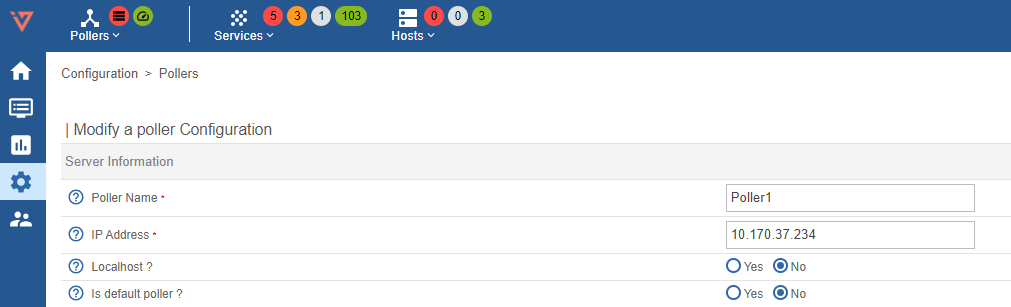 5 3 1 103 0 0 3
Pollers Services Hosts
Configuration > Pollers
| Modify a poller Configuration
Server Information
Poller Name * Poller1
IP Address * 10.170.37.234
Localhost ? Yes No
Is default poller ? Yes No